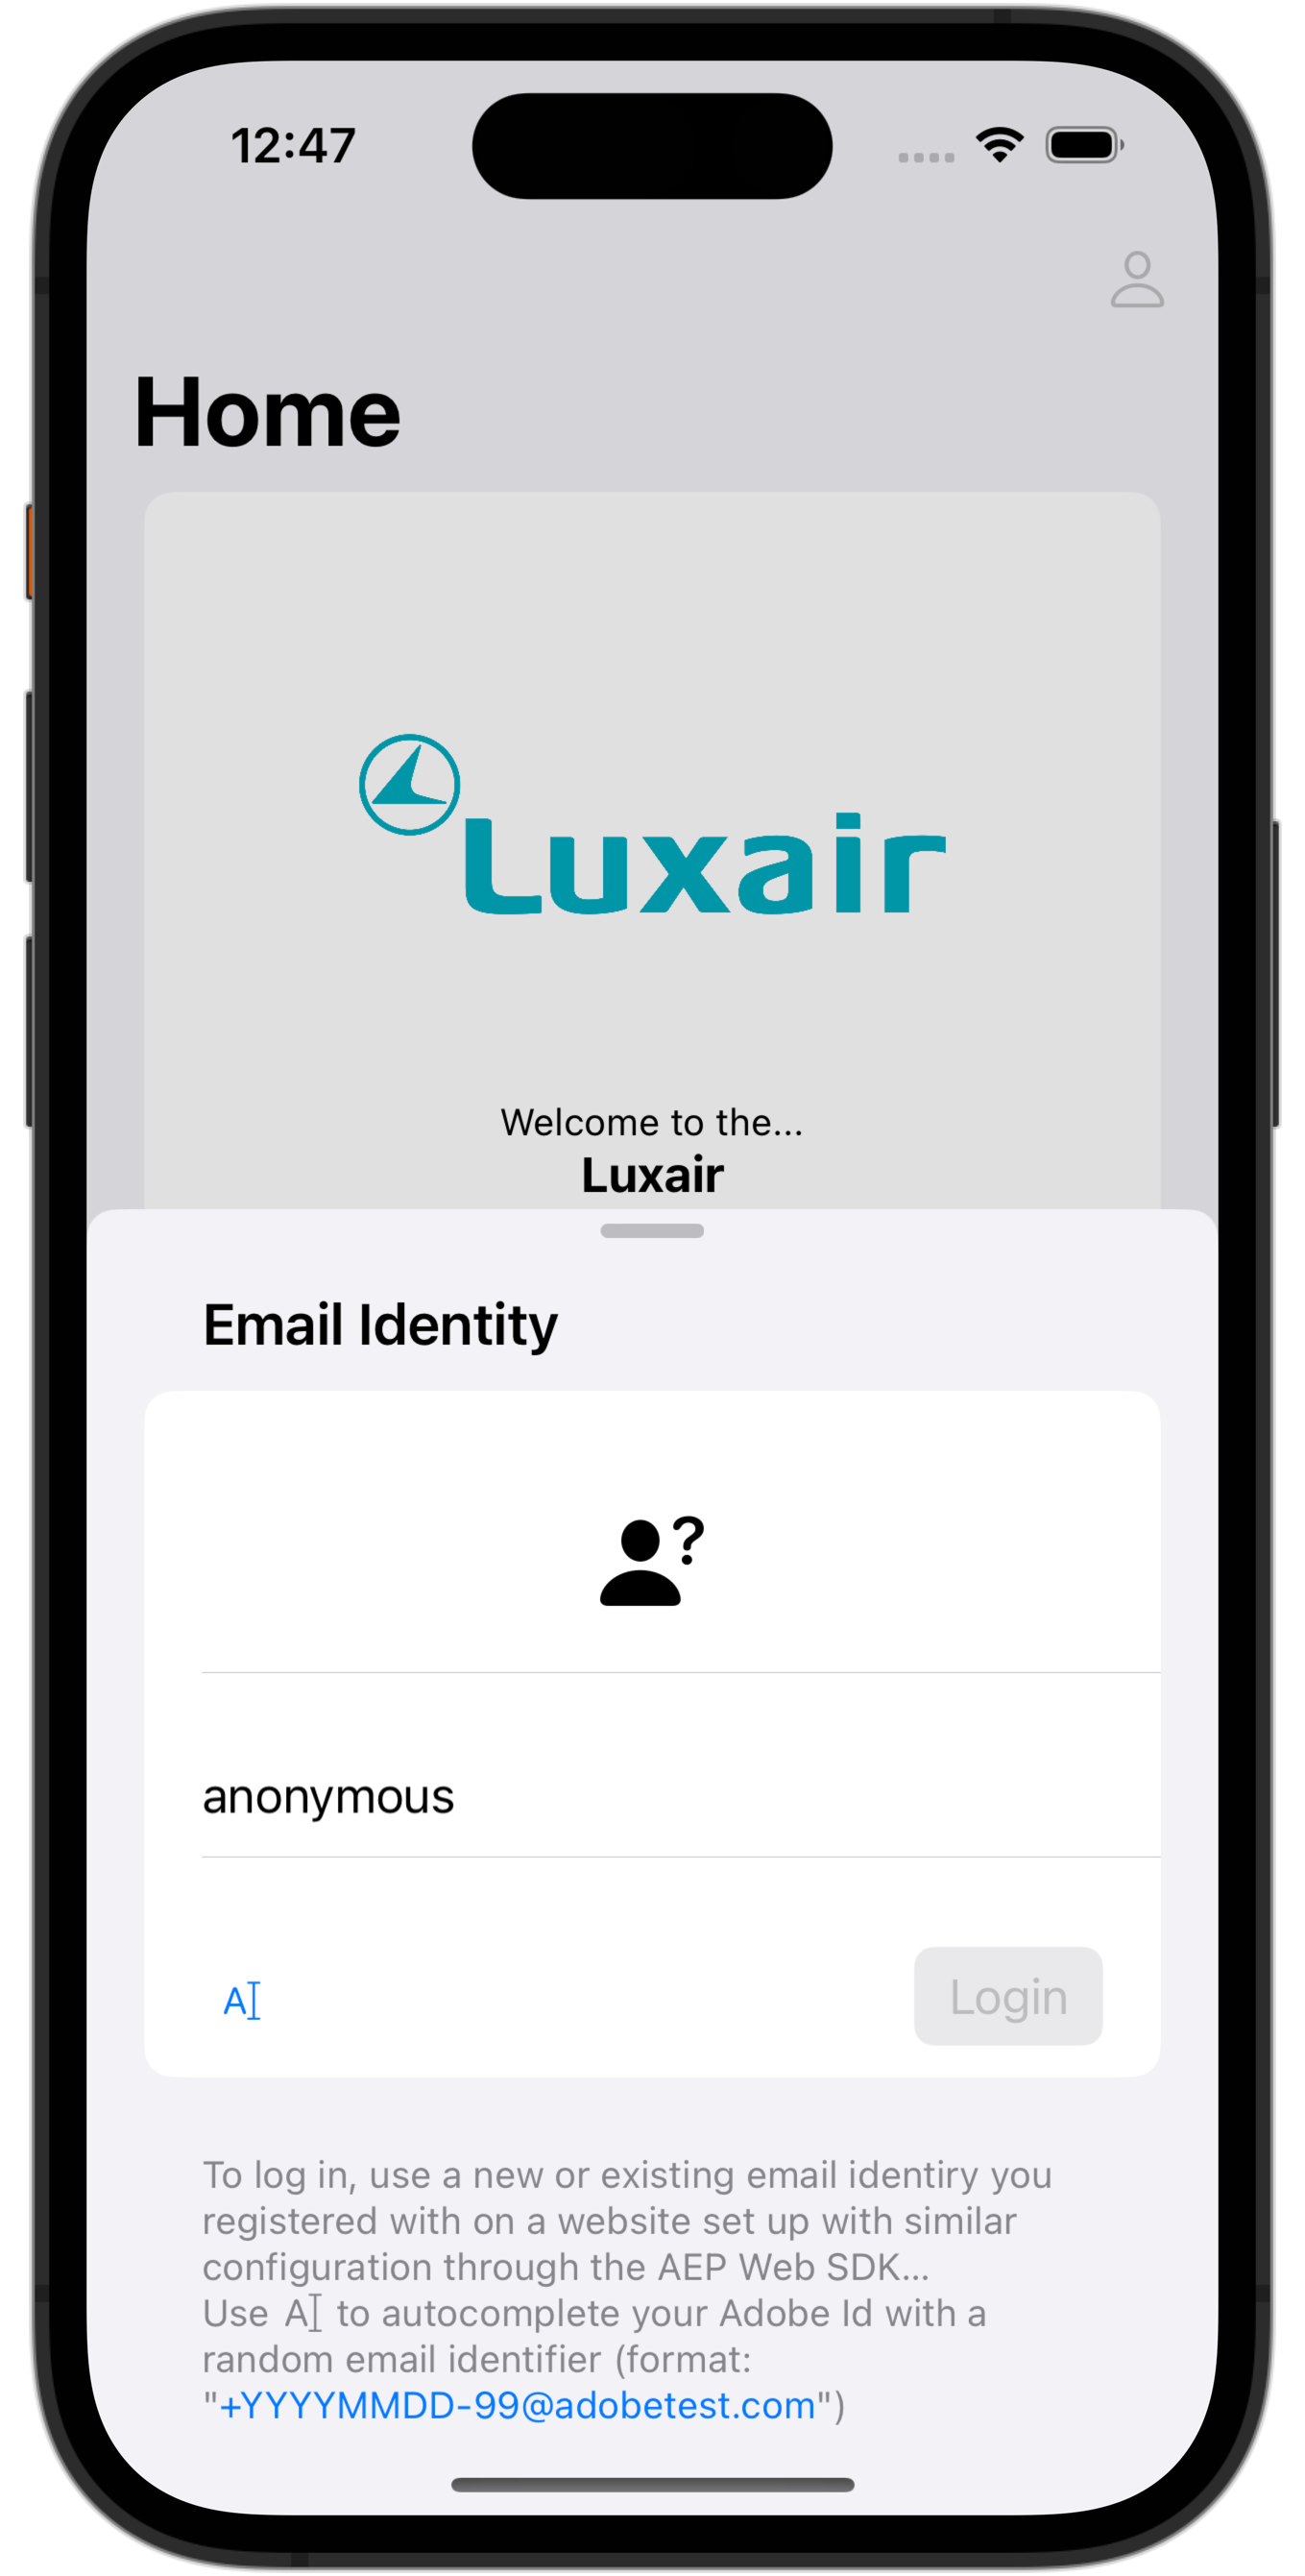 12:47
Home
Luxair
Welcome to the...
Luxair
Email Identity
?
anonymous
A
Login
To log in, use a new or existing email identiry you
registered with on a website set up with similar
configuration through the AEP Web SDK...
Use A to autocomplete your Adobe Id with a
random email identifier (format:
"+YYYYMMDD-99@adobetest.com")